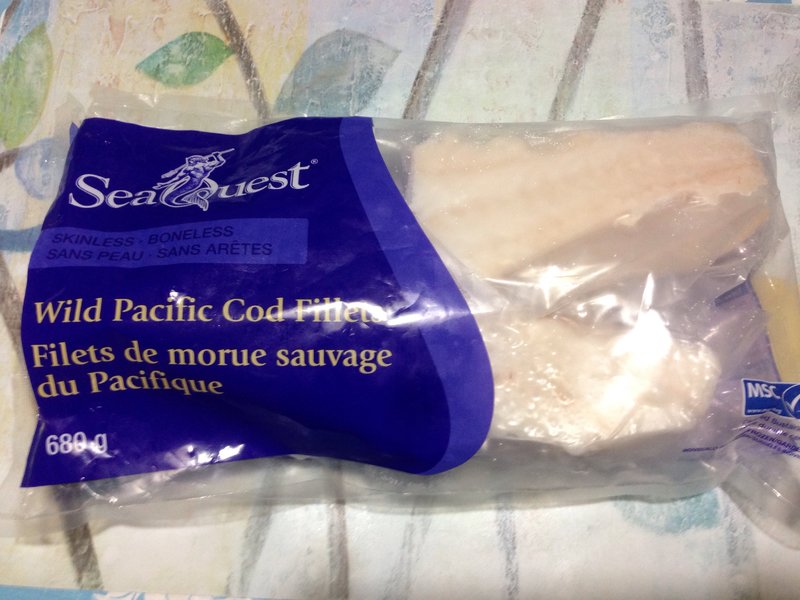 SeaQuest®
SKINLESS · BONELESS
SANS PEAU · SANS ARÊTES
Wild Pacific Cod Fillets
Filets de morue sauvage
du Pacifique
680 g
MSC